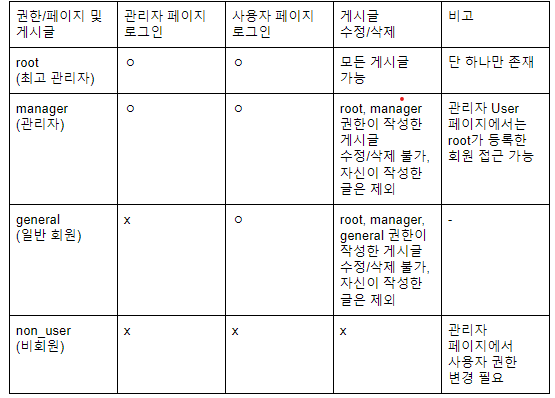 권한/페이지 및
게시글
관리자 페이지
로그인
사용자 페이지
로그인
게시글
수정/삭제
비고
root
(최고 관리자)
ㅇ
ㅇ
모든 게시글
가능
단 하나만 존재
manager
(관리자)
ㅇ
ㅇ
root, manager
권한이 작성한
게시글
수정/삭제 불가,
자신이 작성한
글은 제외
관리자 User
페이지에서는
root가 등록한
회원 접근 가능
general
(일반 회원)
x
ㅇ
root, manager,
general 권한이
작성한 게시글
수정/삭제 불가,
자신이 작성한
글은 제외
-
non_user
(비회원)
x
x
x
관리자
페이지에서
사용자 권한
변경 필요